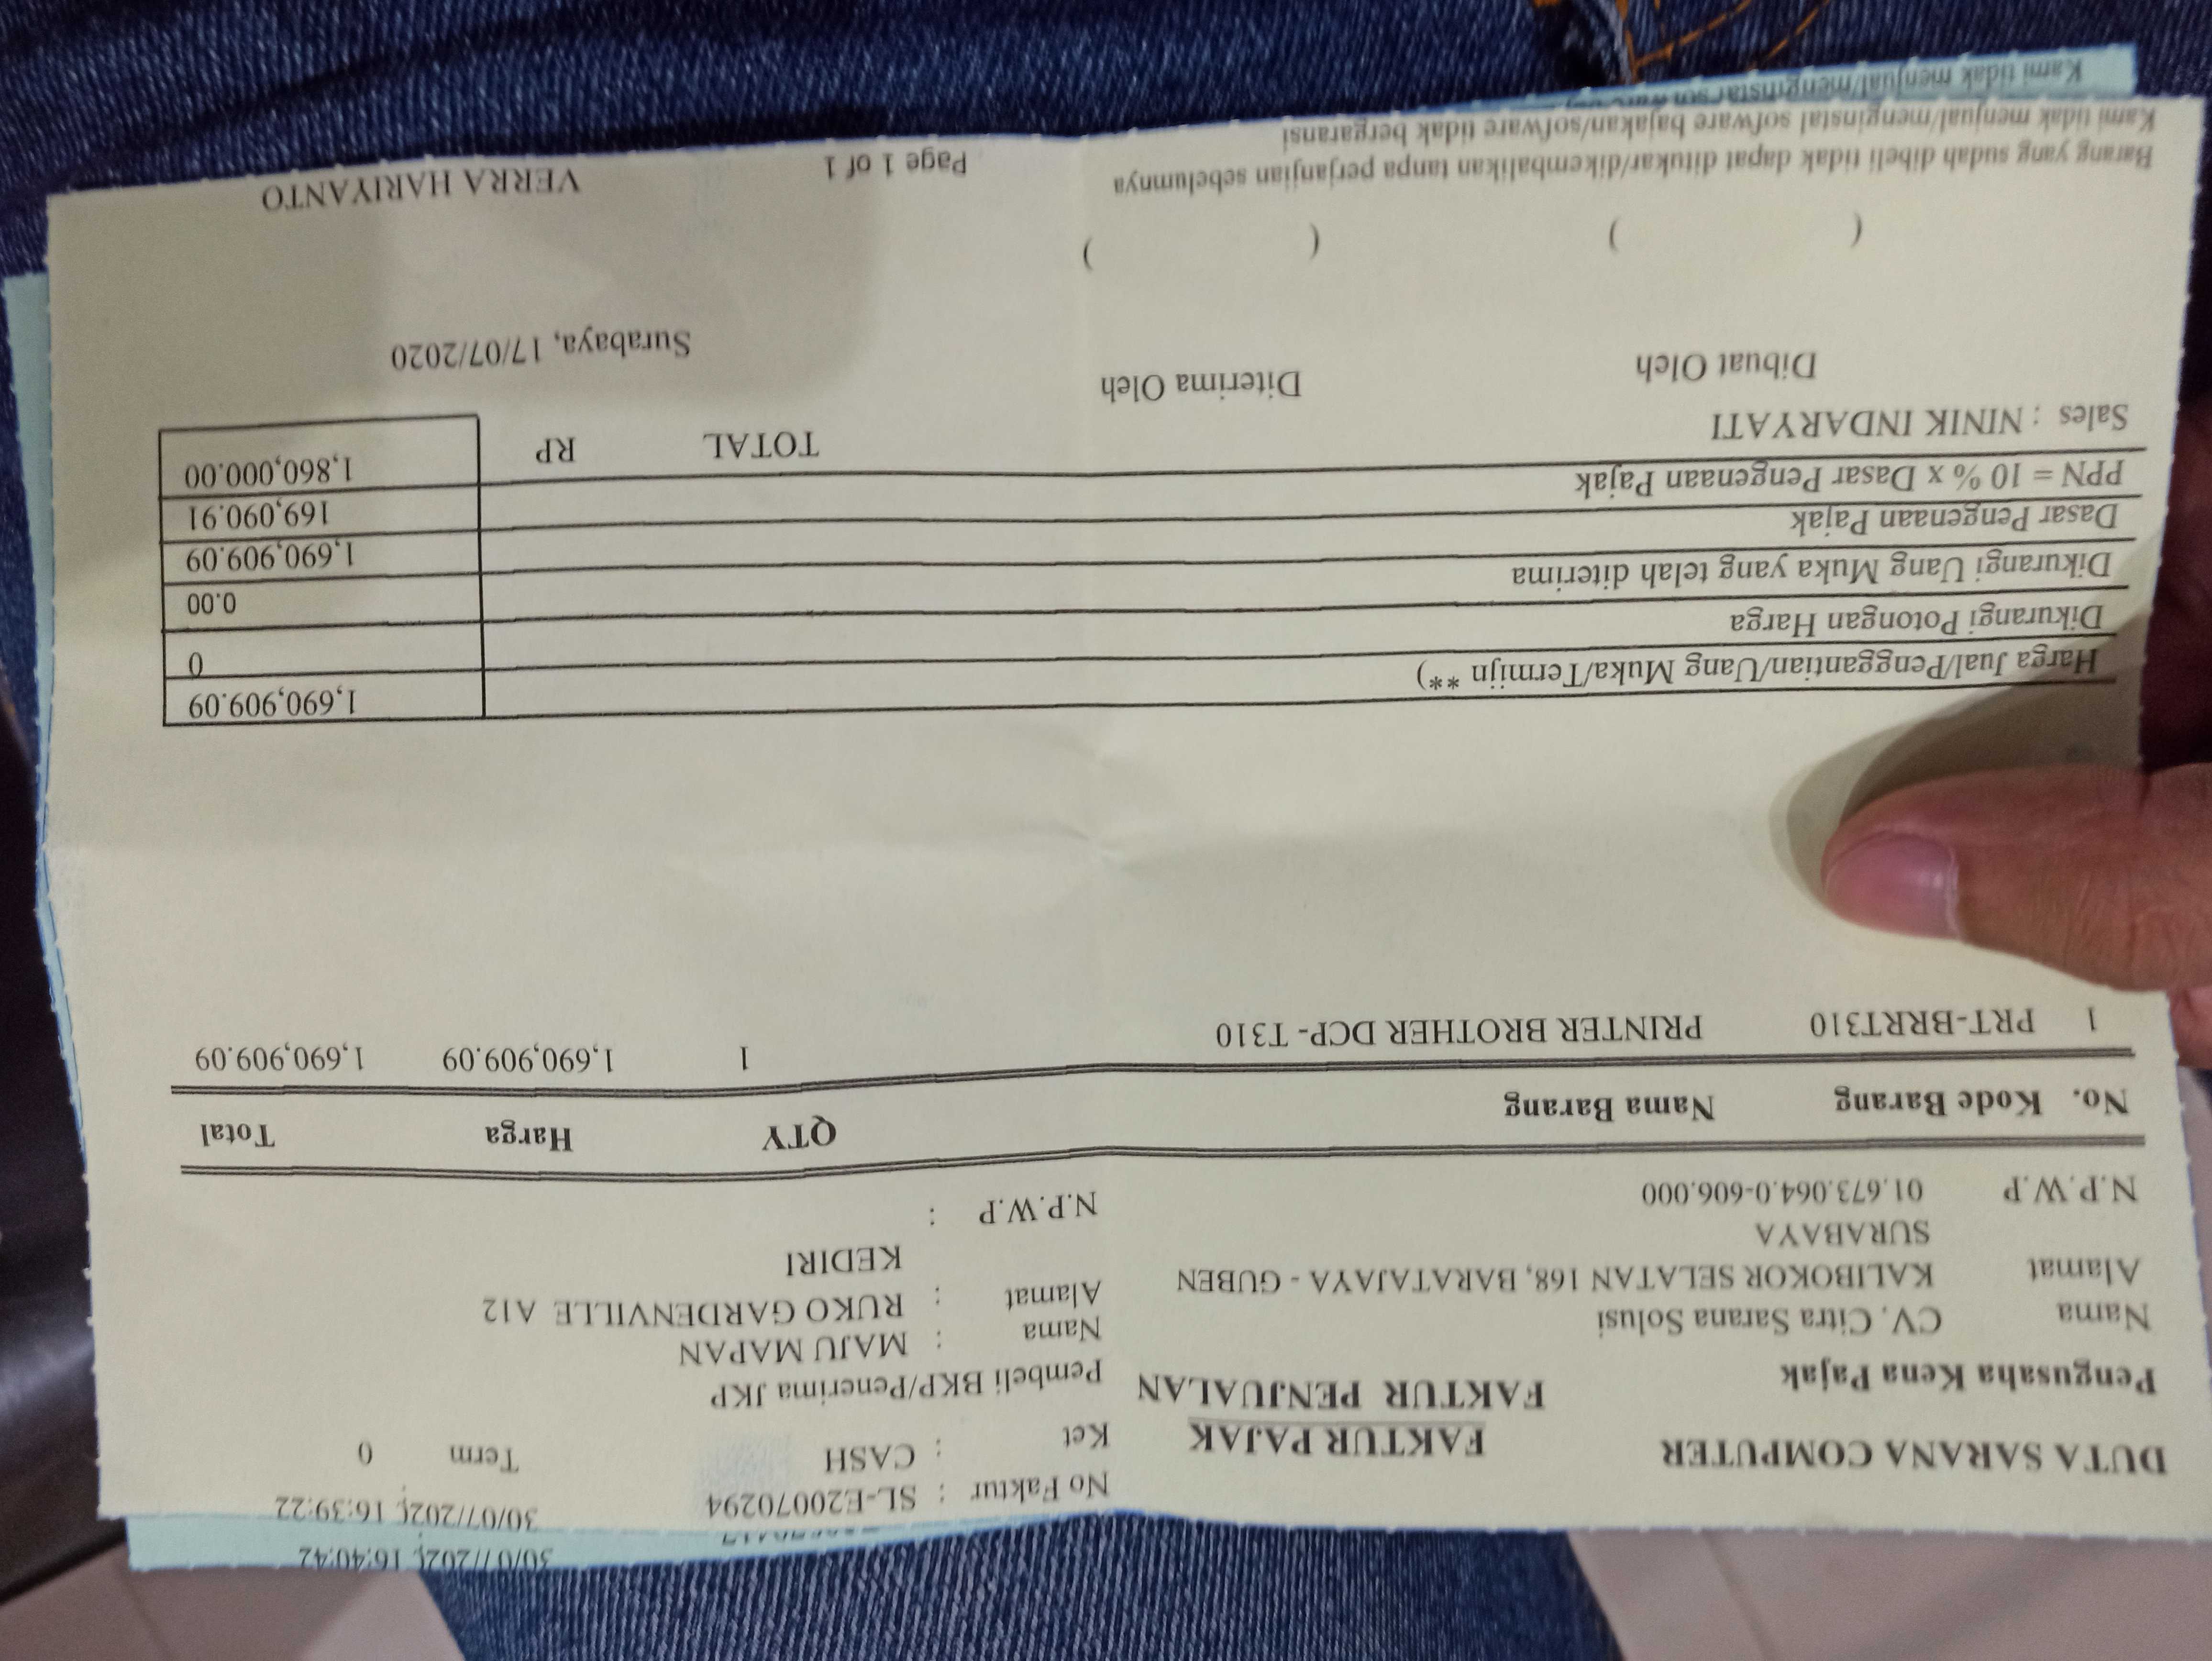 30/07/202 16:40:42
30/07/202 16:39:22
DUTA SARANA COMPUTER
FAKTUR PAJAK
FAKTUR PENJUALAN
No Faktur : SL-E20070294
Ket : CASH Term 0
Pengusaha Kena Pajak
Nama CV. Citra Sarana Solusi
Alamat KALIBOKOR SELATAN 168, BARATAJAYA - GUBEN
SURABAYA
N.P.W.P 01.673.064.0-606.000
Pembeli BKP/Penerima JKP
Nama : MAJU MAPAN
Alamat : RUKO GARDENVILLE A12
KEDIRI
N.P.W.P :
No. Kode Barang Nama Barang QTY Harga Total
1 PRT-BRRT310 PRINTER BROTHER DCP- T310 1 1,690,909.09 1,690,909.09
Harga Jual/Penggantian/Uang Muka/Termijn **) 1,690,909.09
Dikurangi Potongan Harga 0
Dikurangi Uang Muka yang telah diterima 0.00
Dasar Pengenaan Pajak 1,690,909.09
PPN = 10 % x Dasar Pengenaan Pajak 169,090.91
Sales : NINIK INDARYATI TOTAL RP 1,860,000.00
Dibuat Oleh Diterima Oleh Surabaya, 17/07/2020
( ) ( )
Barang yang sudah dibeli tidak dapat ditukar/dikembalikan tanpa perjanjian sebelumnya
Kami tidak menjual/menginstal sofware bajakan/sofware tidak bergaransi
Page 1 of 1 VERRA HARIYANTO
Kami tidak menjual/menginstal